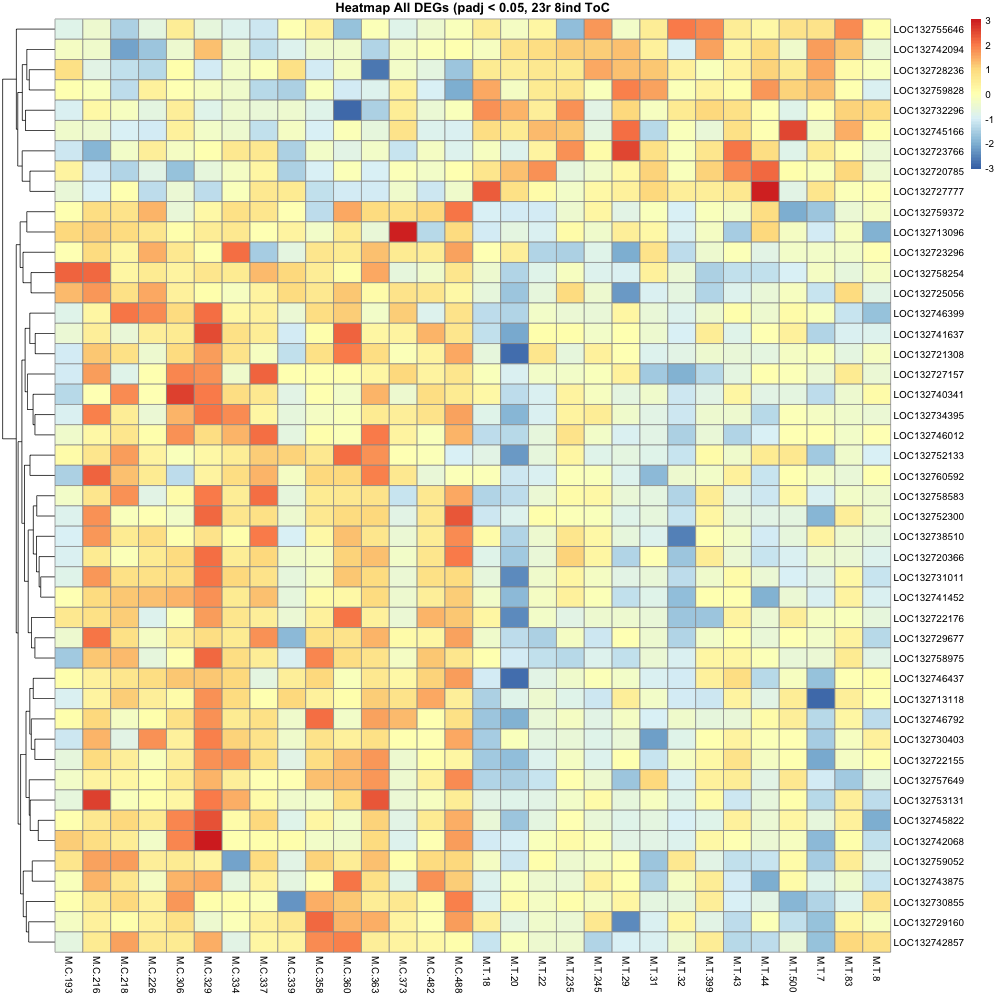 Heatmap All DEGs (padj < 0.05, 23r 8ind ToC
3
2
1
0
-1
-2
-3
LOC132755646
LOC132742094
LOC132728236
LOC132759828
LOC132732296
LOC132745166
LOC132723766
LOC132720785
LOC132727777
LOC132759372
LOC132713096
LOC132723296
LOC132758254
LOC132725056
LOC132746399
LOC132741637
LOC132721308
LOC132727157
LOC132740341
LOC132734395
LOC132746012
LOC132752133
LOC132760592
LOC132758583
LOC132752300
LOC132738510
LOC132720366
LOC132731011
LOC132741452
LOC132722176
LOC132729677
LOC132758975
LOC132746437
LOC132713118
LOC132746792
LOC132730403
LOC132722155
LOC132757649
LOC132753131
LOC132745822
LOC132742068
LOC132759052
LOC132743875
LOC132730855
LOC132729160
LOC132742857
M.C.193
M.C.216
M.C.218
M.C.226
M.C.306
M.C.329
M.C.334
M.C.337
M.C.339
M.C.358
M.C.360
M.C.363
M.C.373
M.C.482
M.C.488
M.T.18
M.T.20
M.T.22
M.T.235
M.T.245
M.T.29
M.T.31
M.T.32
M.T.399
M.T.43
M.T.44
M.T.500
M.T.7
M.T.83
M.T.8